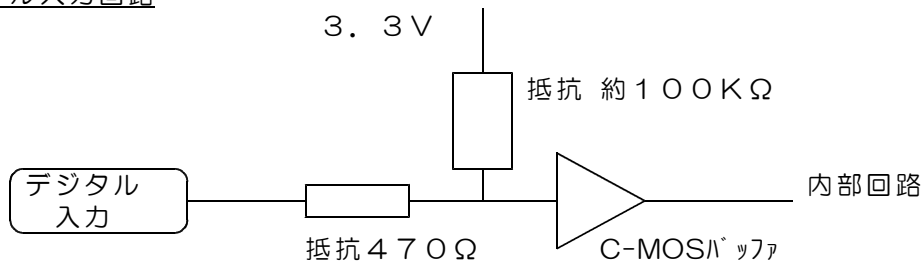 ル入力回路
３．３Ｖ
抵抗 約１００ＫΩ
デジタル
入力
内部回路
抵抗４７０Ω
C-MOSﾊﾞｯﾌｧ